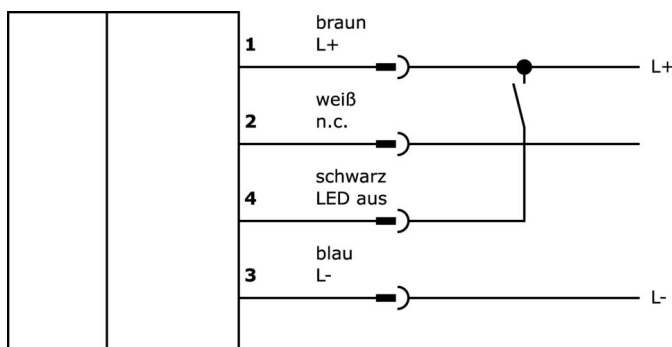 braun
1 L+ L+
weiß
2 n.c.
schwarz
4 LED aus
blau
3 L- L-